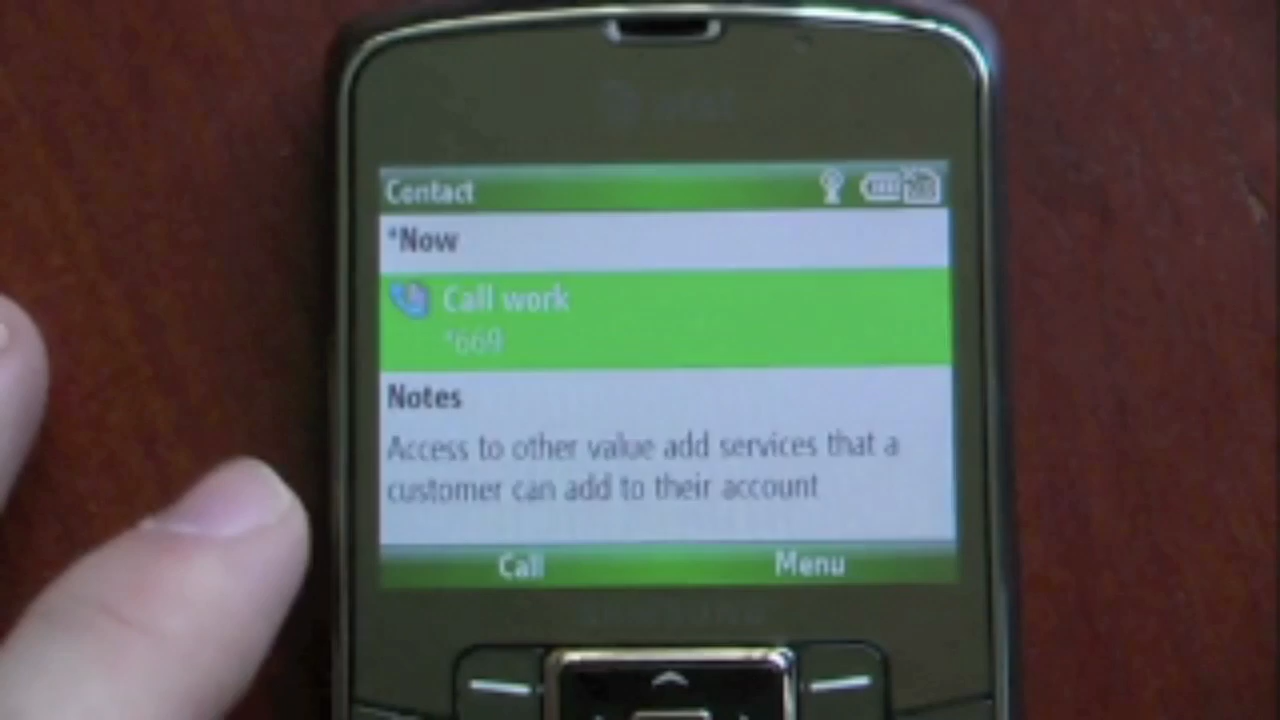 Contact
*Now
Call work
*669
Notes
Access to other value add services that a
customer can add to their account
Call
Menu
SAMSUNG